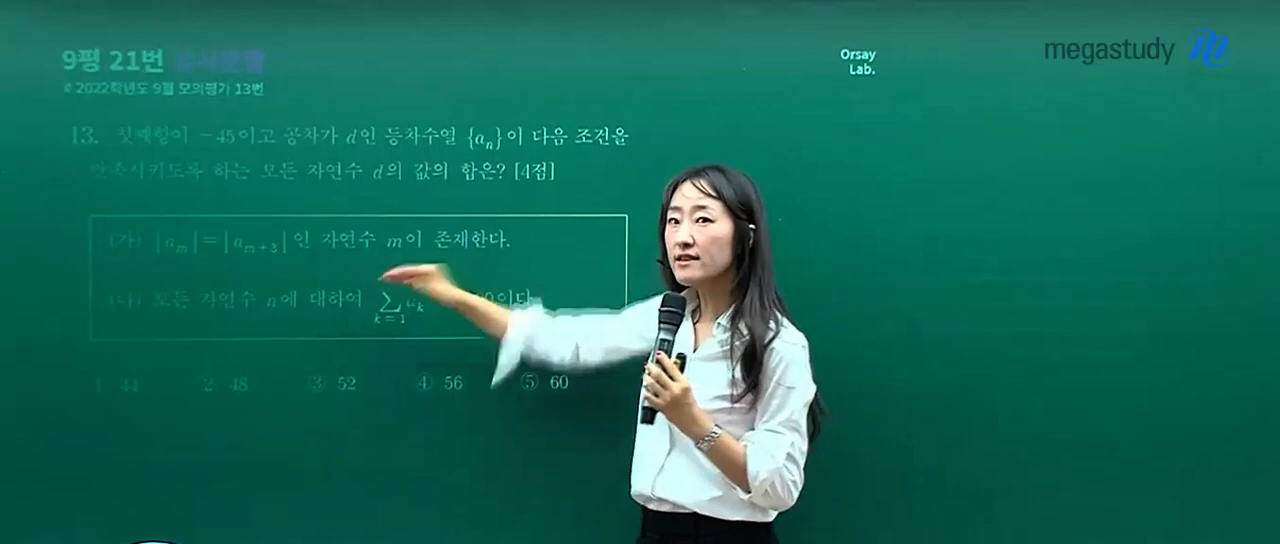 9평 21번
# 2022학년도 9월 모의평가 13번
Orsay
Lab.
megastudy
13. 첫째항이 －45이고 공차가 d인 등차수열 {aₙ}이 다음 조건을
만족시키도록 하는 모든 자연수 d의 값의 합은? [4점]
(가) |aₘ|=|aₘ₊₃|인 자연수 m이 존재한다.
(나) 모든 자연수 n에 대하여 ∑ₖ₌₁ aₖ 이다
1 44 2 48 ③ 52 ④ 56 ⑤ 60